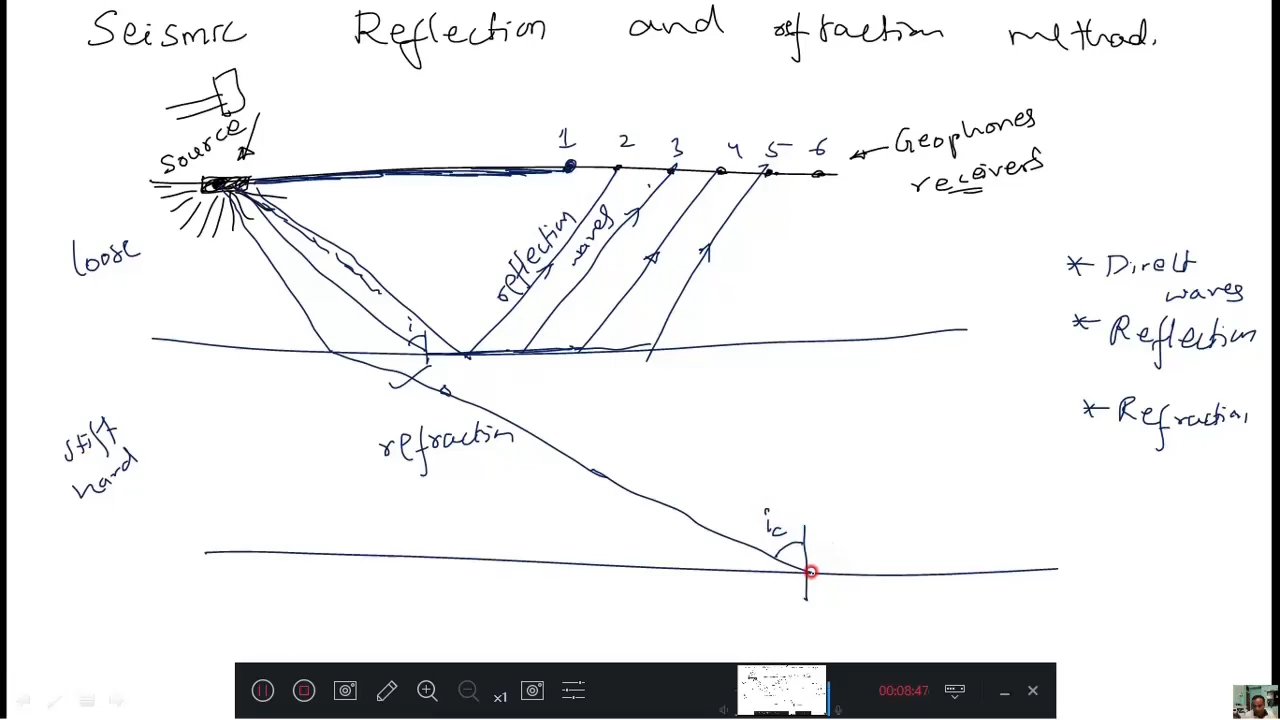 Seismic Reflection and refraction method.
Source
1 2 3 4 5 6
Geophones
receivers
loose
reflection
waves
i
* Direct
waves
* Reflection
* Refraction
stiff
hard
refraction
ic
x1
00:08:47